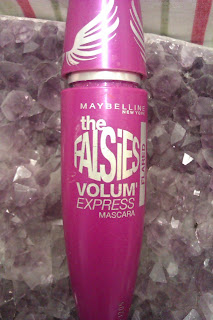 MAYBELLINE
NEW YORK
the
FALSIES
FLARED
VOLUM'
EXPRESS
MASCARA